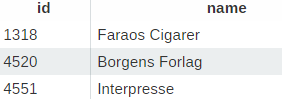 id name
1318 Faraos Cigarer
4520 Borgens Forlag
4551 Interpresse